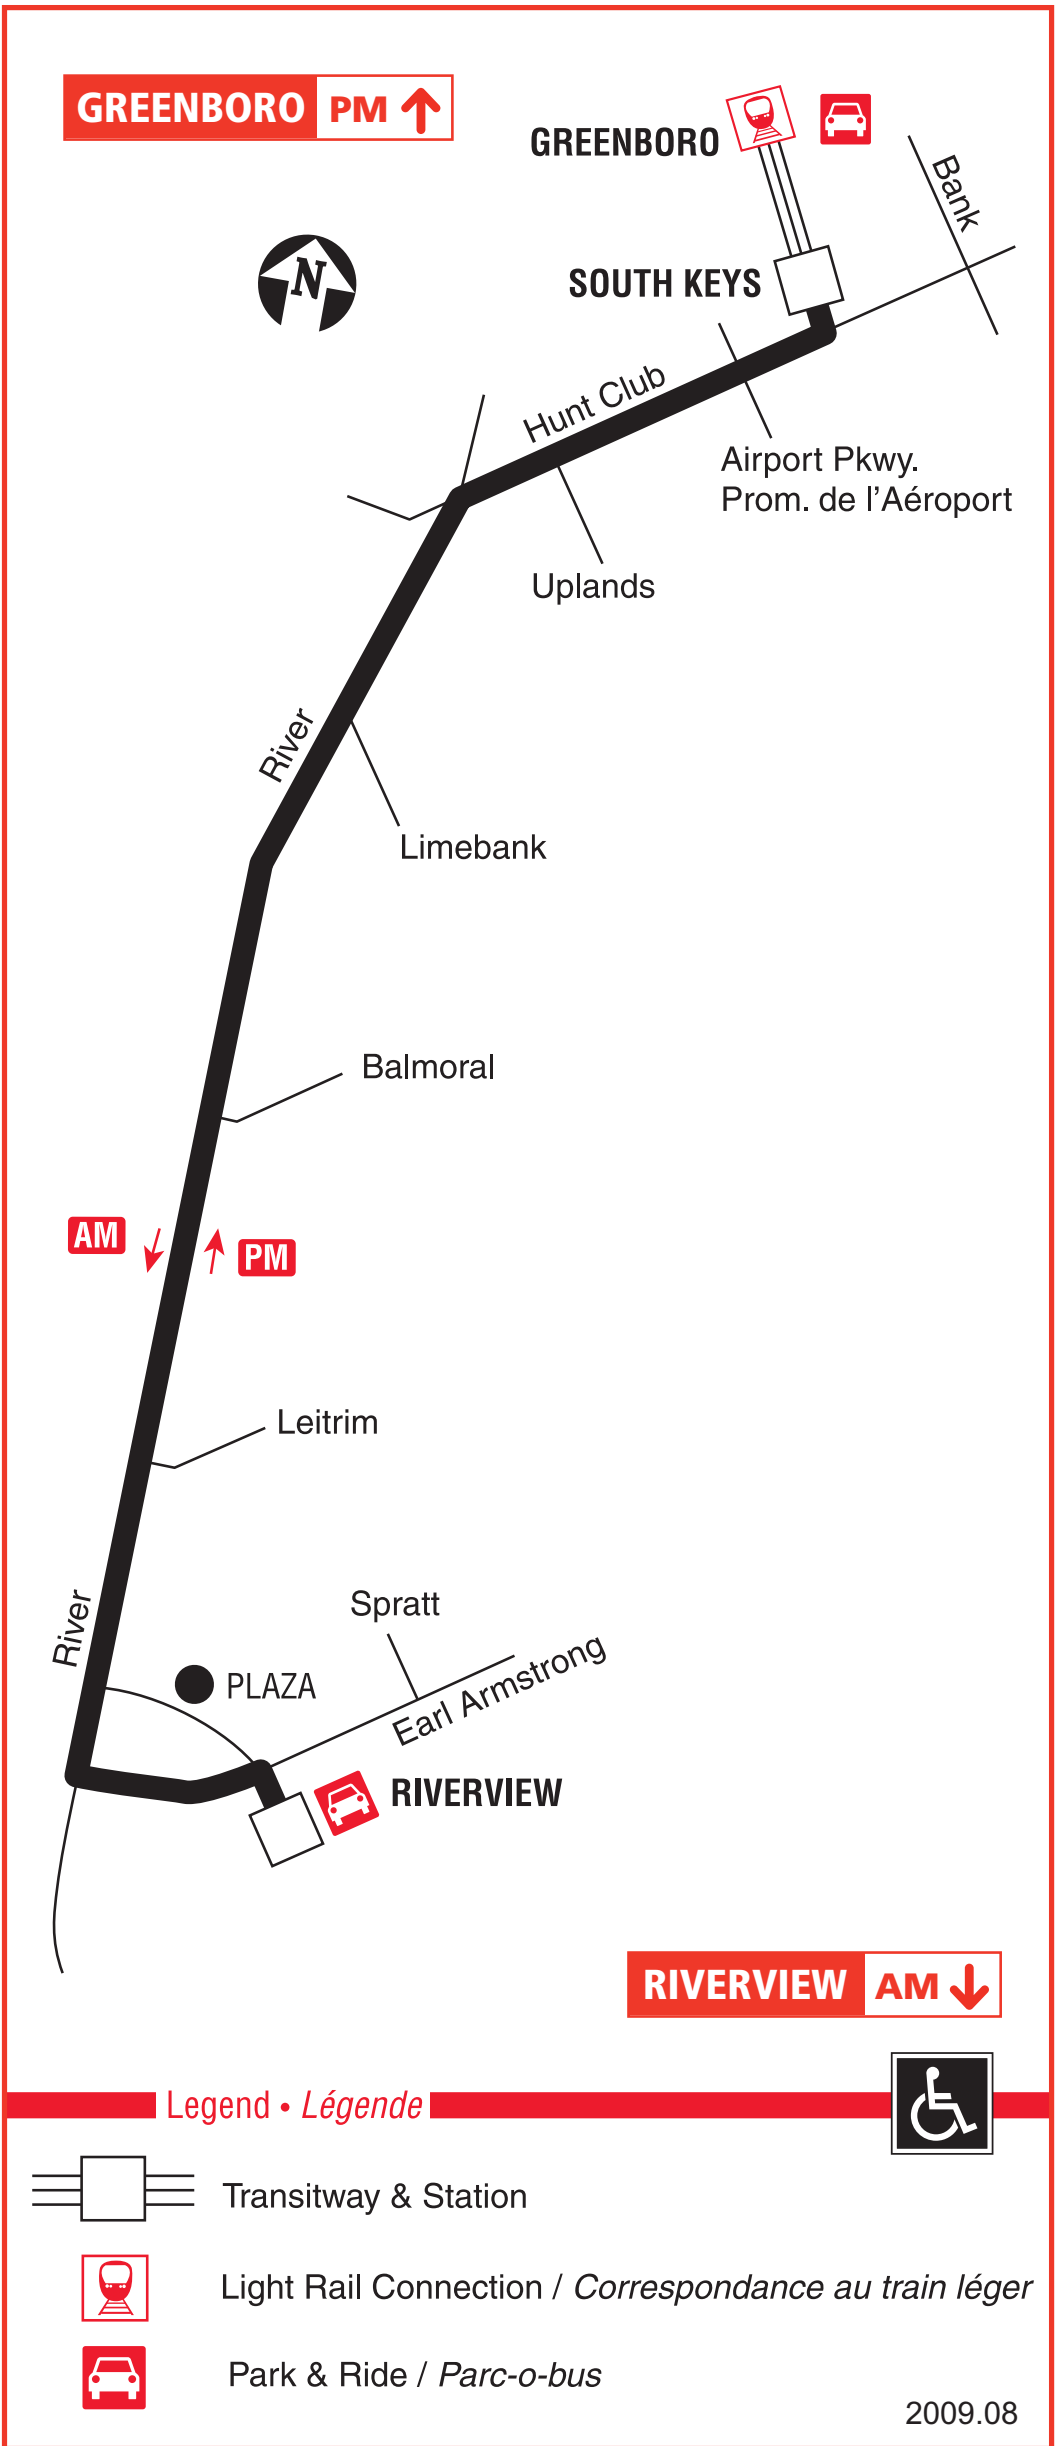 GREENBORO PM
GREENBORO
Bank
N
SOUTH KEYS
Hunt Club
Airport Pkwy.
Prom. de l'Aéroport
Uplands
River
Limebank
Balmoral
AM
PM
Leitrim
River
Spratt
PLAZA
Earl Armstrong
RIVERVIEW
RIVERVIEW AM
Legend • Légende
Transitway & Station
Light Rail Connection / Correspondance au train léger
Park & Ride / Parc-o-bus
2009.08